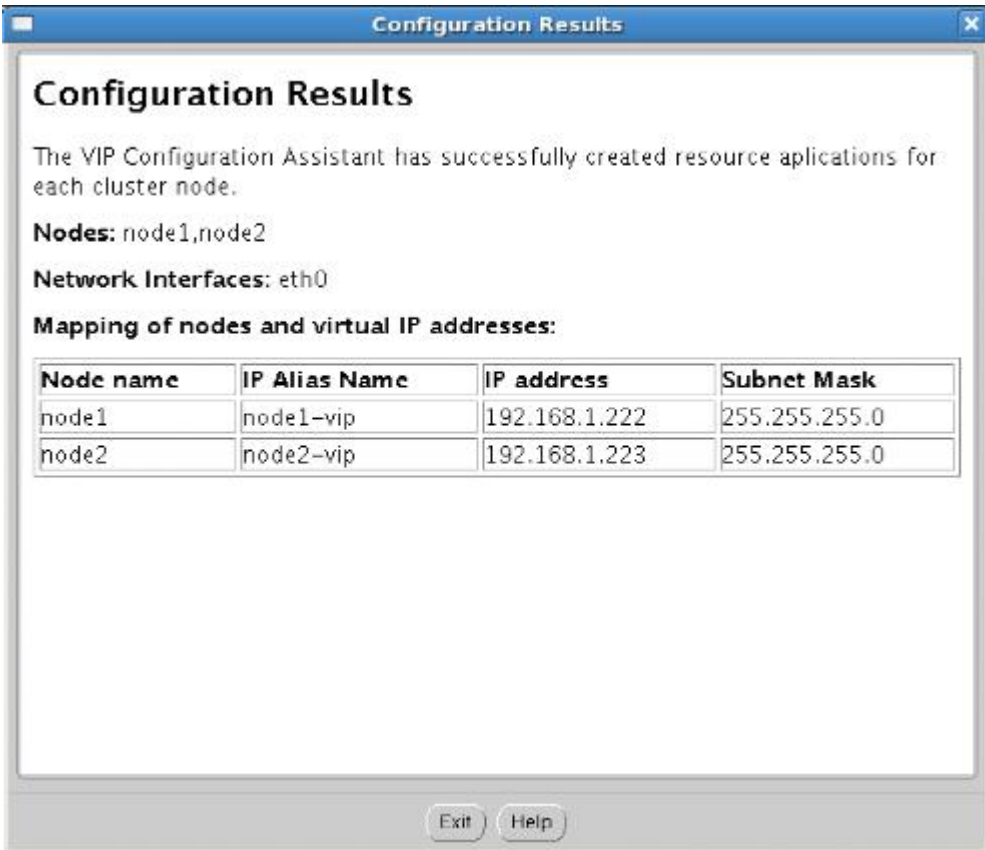 Configuration Results
Configuration Results
The VIP Configuration Assistant has successfully created resource aplications for
each cluster node.
Nodes: node1,node2
Network Interfaces: eth0
Mapping of nodes and virtual IP addresses:
Node name IP Alias Name IP address Subnet Mask
node1 node1-vip 192.168.1.222 255.255.255.0
node2 node2-vip 192.168.1.223 255.255.255.0
Exit Help